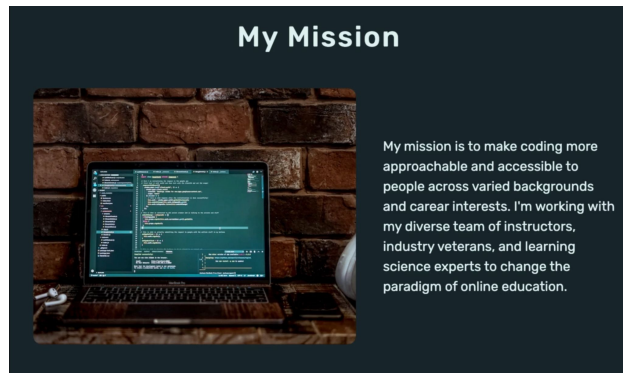 My Mission
My mission is to make coding more
approachable and accessible to
people across varied backgrounds
and carear interests. I'm working with
my diverse team of instructors,
industry veterans, and learning
science experts to change the
paradigm of online education.